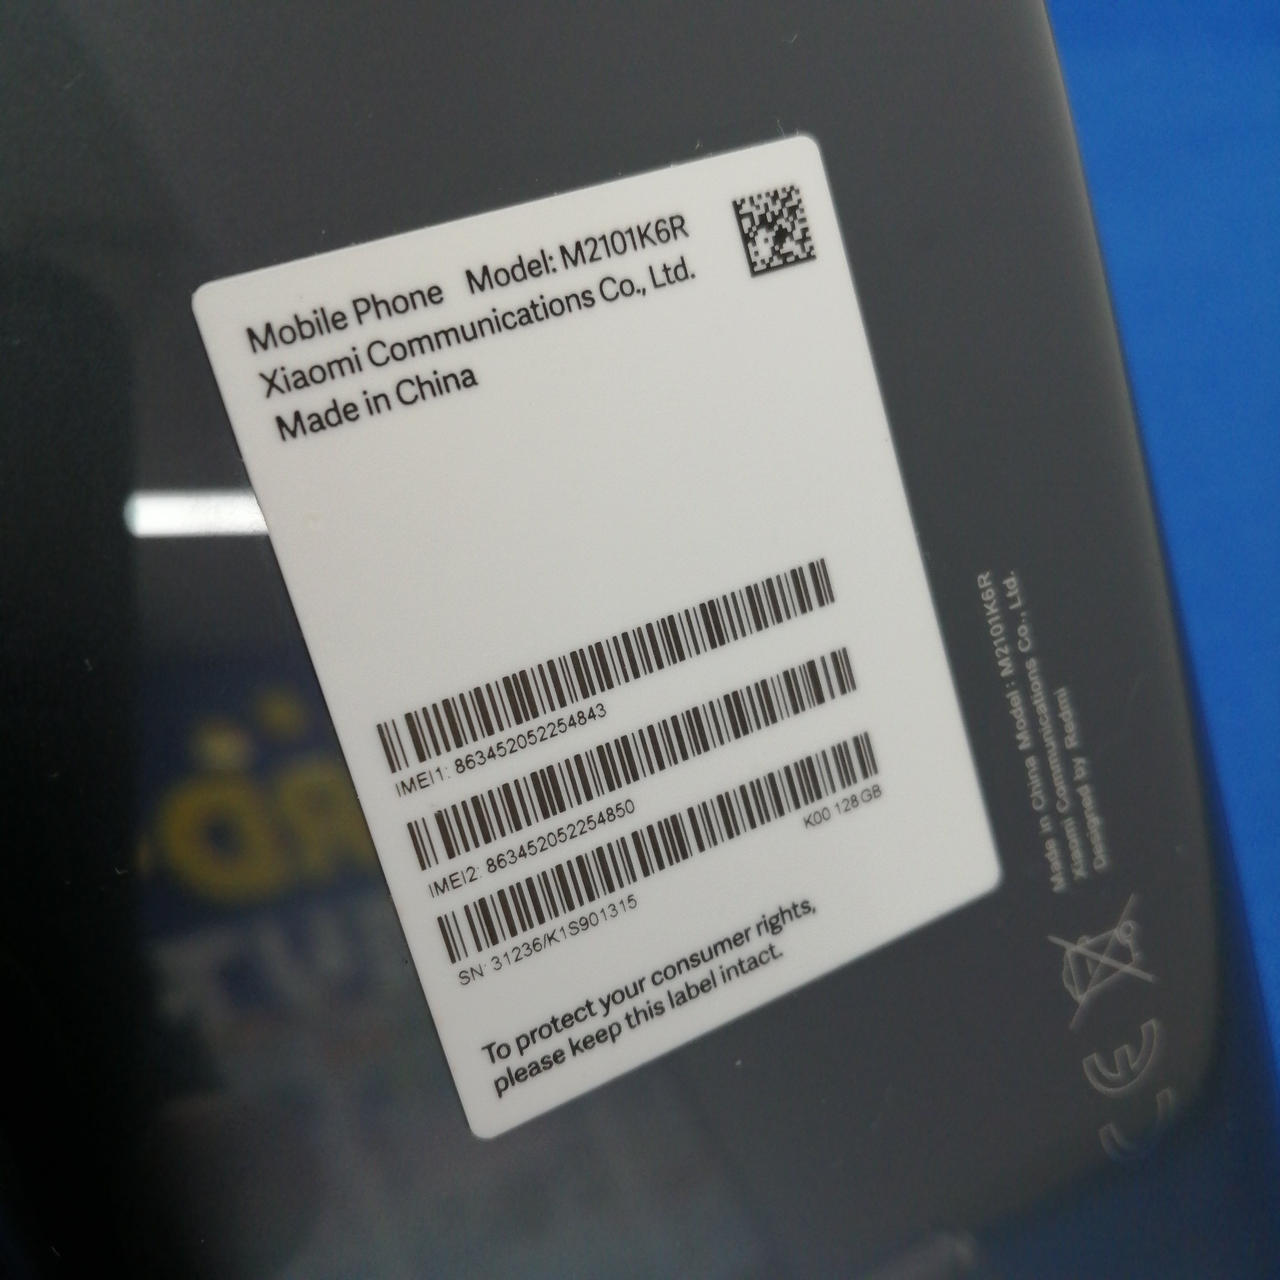 Mobile Phone Model: M2101K6R
Xiaomi Communications Co., Ltd.
Made in China
IMEI1: 863452052254843
IMEI2: 863452052254850
SN: 31236/K1S901315
K00 128GB
To protect your consumer rights,
please keep this label intact.
Made in China Model: M2101K6R
Xiaomi Communications Co., Ltd.
Designed by Redmi
CE